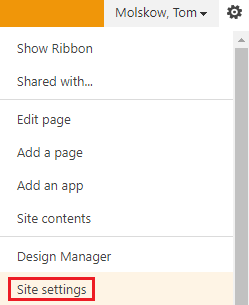 Molskow, Tom
Show Ribbon
Shared with...
Edit page
Add a page
Add an app
Site contents
Design Manager
Site settings